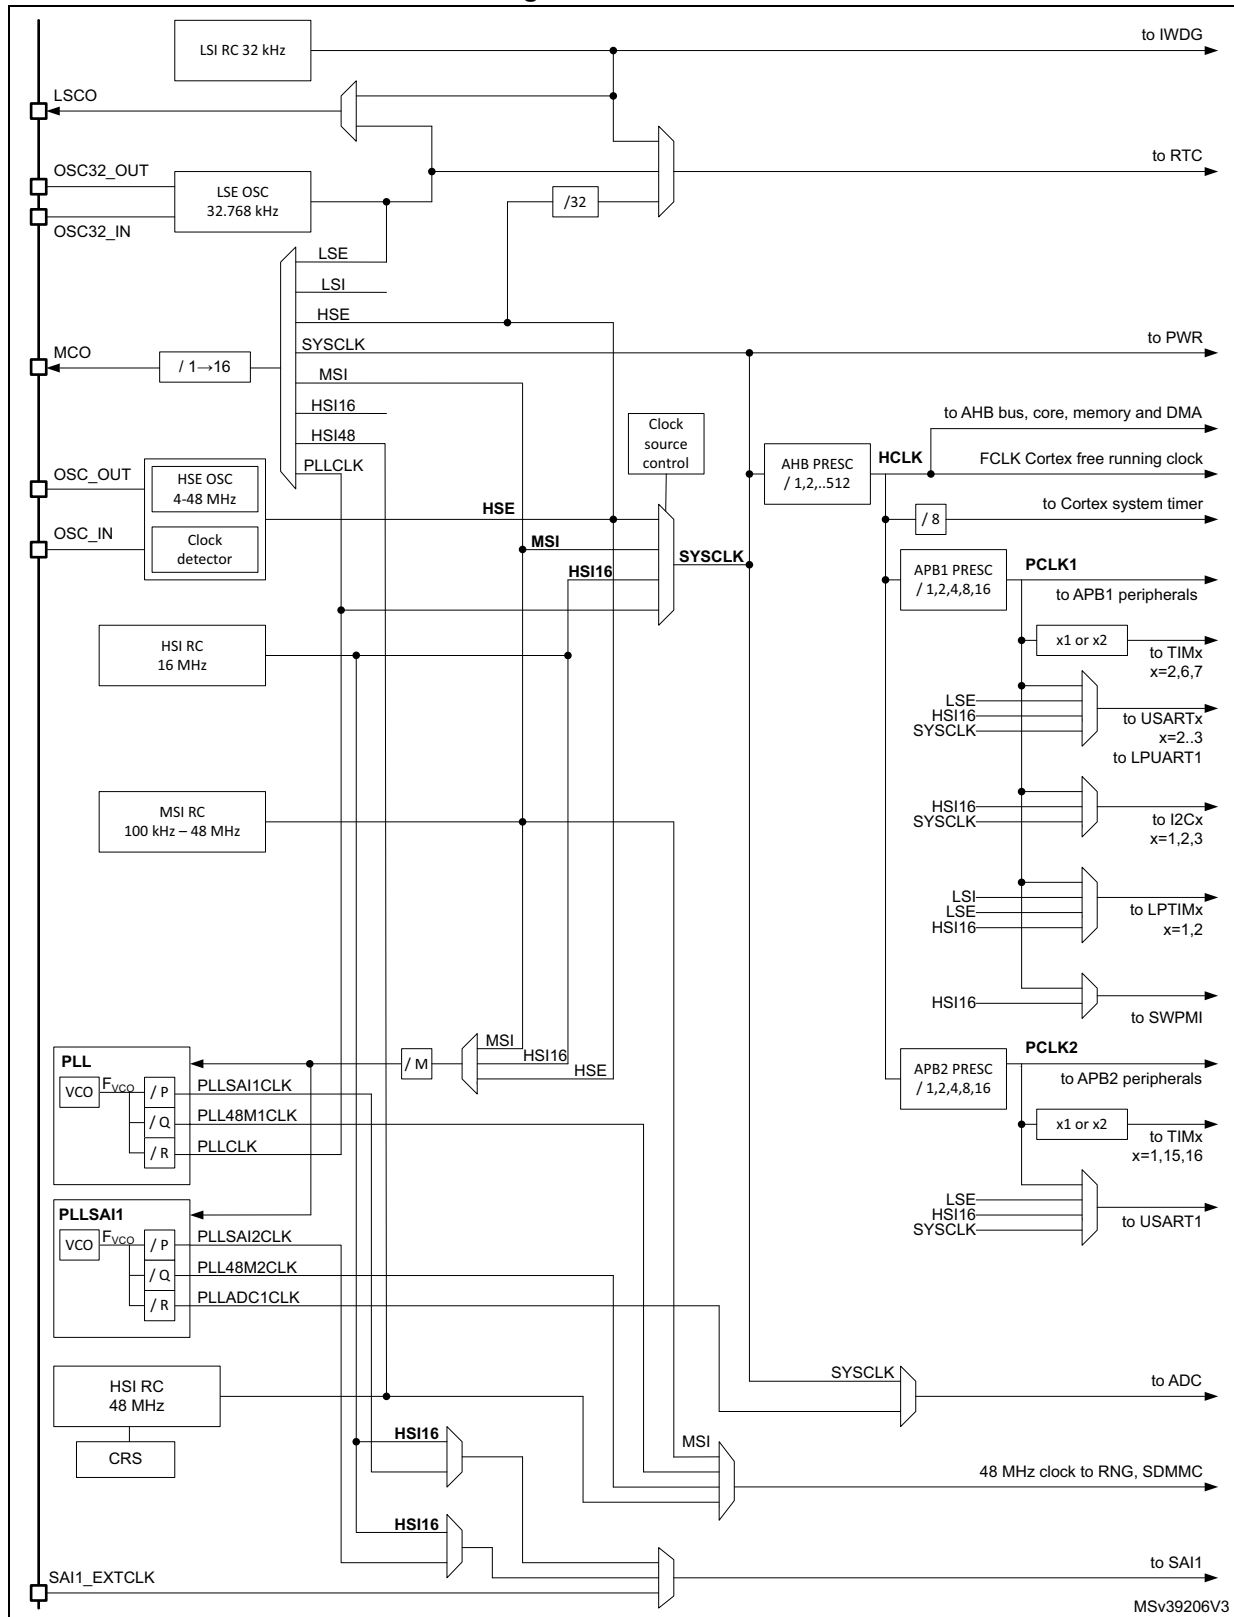 LSI RC 32 kHz
to IWDG
LSCO
OSC32_OUT
LSE OSC
32.768 kHz
OSC32_IN
/32
to RTC
LSE
LSI
HSE
SYSCLK
MSI
HSI16
HSI48
PLLCLK
MCO
/ 1→16
to PWR
Clock
source
control
to AHB bus, core, memory and DMA
AHB PRESC
/ 1,2,..512
HCLK
FCLK Cortex free running clock
/ 8
to Cortex system timer
OSC_OUT
HSE OSC
4-48 MHz
OSC_IN
Clock
detector
HSE
MSI
HSI16
SYSCLK
APB1 PRESC
/ 1,2,4,8,16
PCLK1
to APB1 peripherals
HSI RC
16 MHz
x1 or x2
to TIMx
x=2,6,7
LSE
HSI16
SYSCLK
to USARTx
x=2..3
to LPUART1
MSI RC
100 kHz – 48 MHz
HSI16
SYSCLK
to I2Cx
x=1,2,3
LSI
LSE
HSI16
to LPTIMx
x=1,2
HSI16
to SWPMI
MSI
HSI16
HSE
/ M
PLL
VCO
FVCO
/ P
PLLSAI1CLK
/ Q
PLL48M1CLK
/ R
PLLCLK
APB2 PRESC
/ 1,2,4,8,16
PCLK2
to APB2 peripherals
x1 or x2
to TIMx
x=1,15,16
LSE
HSI16
SYSCLK
to USART1
PLLSAI1
VCO
FVCO
/ P
PLLSAI2CLK
/ Q
PLL48M2CLK
/ R
PLLADC1CLK
HSI RC
48 MHz
CRS
SYSCLK
to ADC
HSI16
MSI
48 MHz clock to RNG, SDMMC
HSI16
SAI1_EXTCLK
to SAI1
MSv39206V3